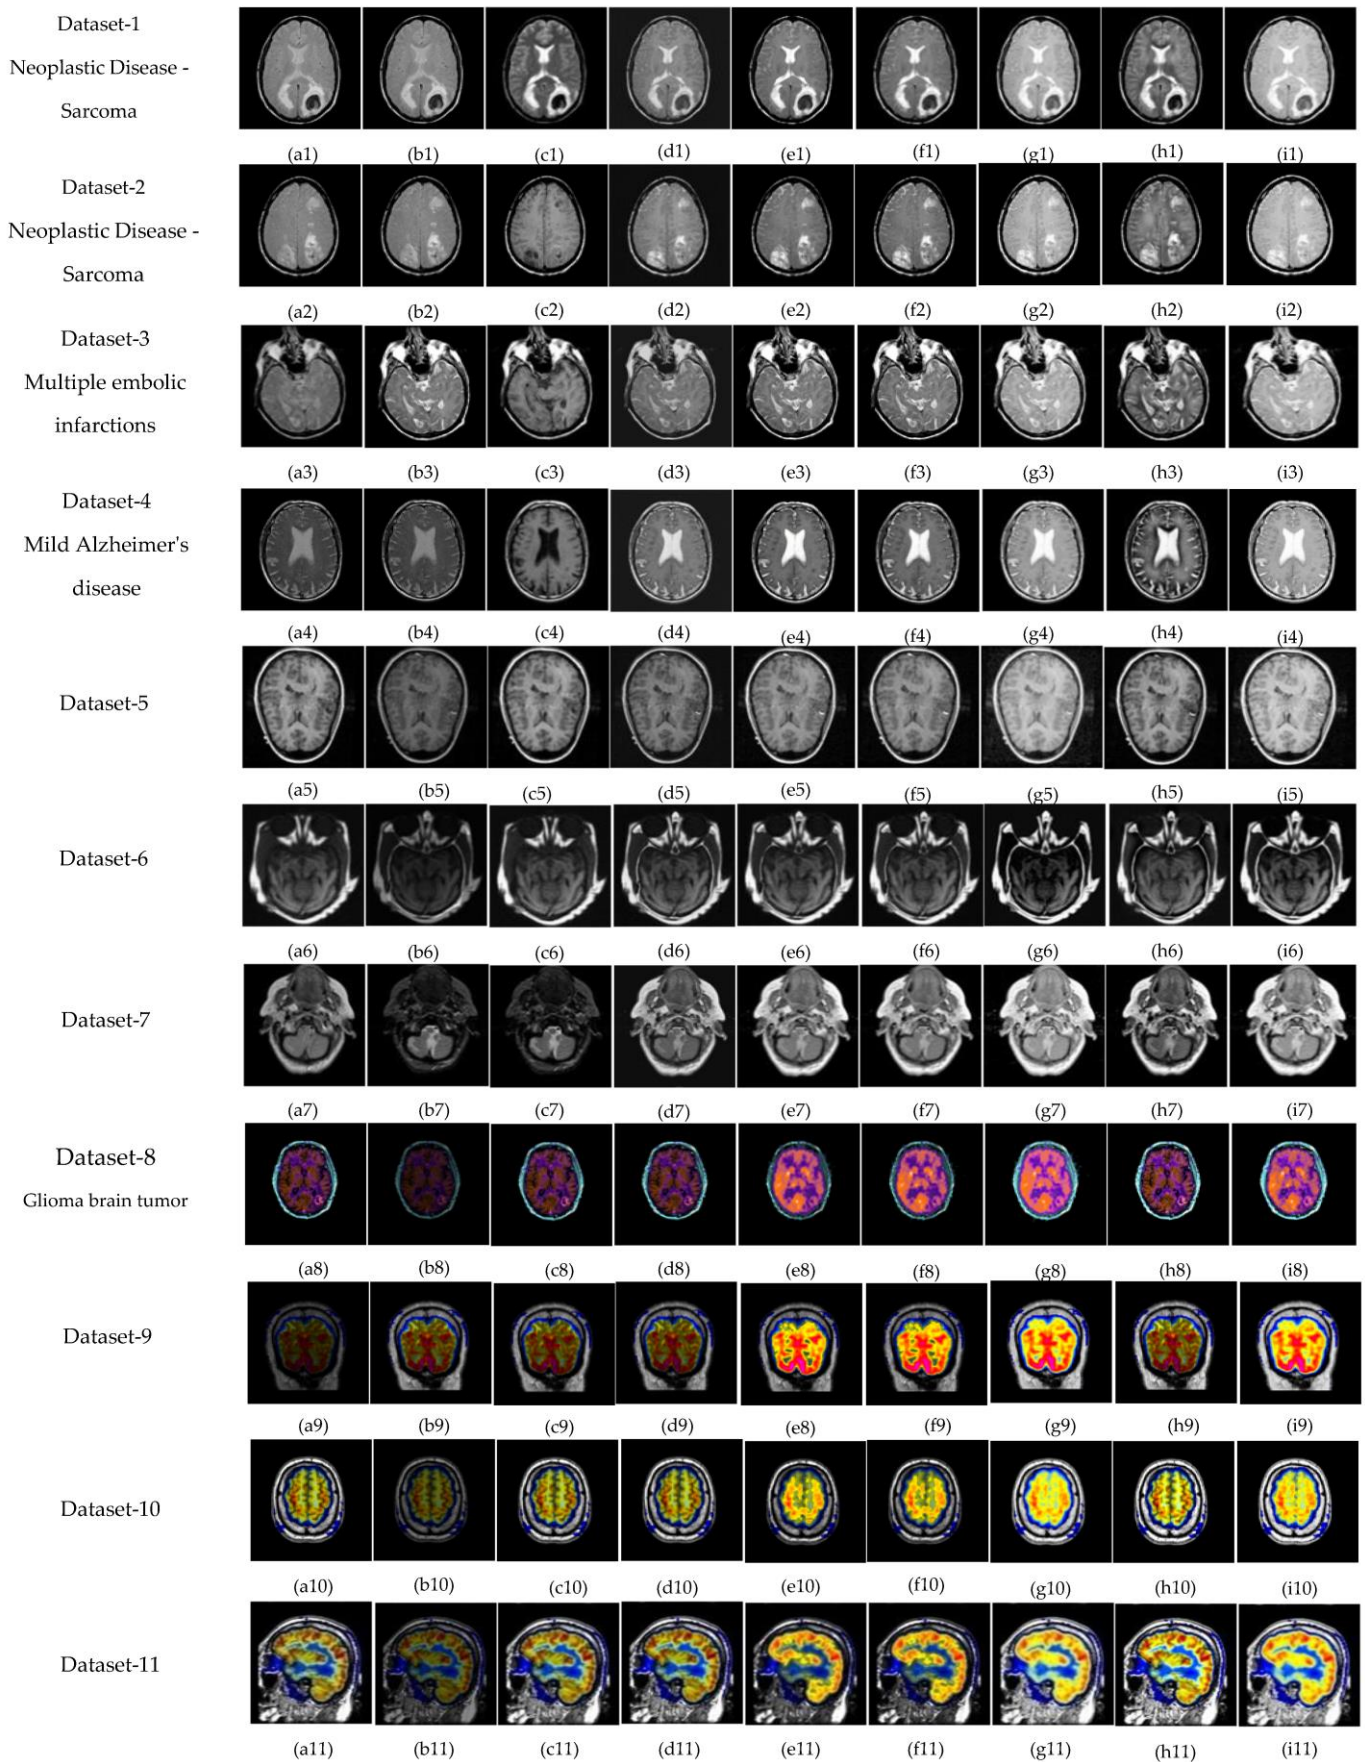 Dataset-1
Neoplastic Disease -
Sarcoma
(a1) (b1) (c1) (d1) (e1) (f1) (g1) (h1) (i1)
Dataset-2
Neoplastic Disease -
Sarcoma
(a2) (b2) (c2) (d2) (e2) (f2) (g2) (h2) (i2)
Dataset-3
Multiple embolic
infarctions
(a3) (b3) (c3) (d3) (e3) (f3) (g3) (h3) (i3)
Dataset-4
Mild Alzheimer's
disease
(a4) (b4) (c4) (d4) (e4) (f4) (g4) (h4) (i4)
Dataset-5
(a5) (b5) (c5) (d5) (e5) (f5) (g5) (h5) (i5)
Dataset-6
(a6) (b6) (c6) (d6) (e6) (f6) (g6) (h6) (i6)
Dataset-7
(a7) (b7) (c7) (d7) (e7) (f7) (g7) (h7) (i7)
Dataset-8
Glioma brain tumor
(a8) (b8) (c8) (d8) (e8) (f8) (g8) (h8) (i8)
Dataset-9
(a9) (b9) (c9) (d9) (e8) (f9) (g9) (h9) (i9)
Dataset-10
(a10) (b10) (c10) (d10) (e10) (f10) (g10) (h10) (i10)
Dataset-11
(a11) (b11) (c11) (d11) (e11) (f11) (g11) (h11) (i11)